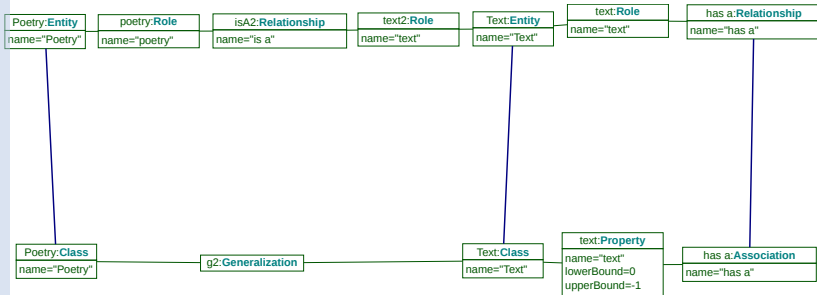 Poetry:Entity
name="Poetry"
poetry:Role
name="poetry"
isA2:Relationship
name="is a"
text2:Role
name="text"
Text:Entity
name="Text"
text:Role
name="text"
has a:Relationship
name="has a"
Poetry:Class
name="Poetry"
g2:Generalization
Text:Class
name="Text"
text:Property
name="text"
lowerBound=0
upperBound=-1
has a:Association
name="has a"